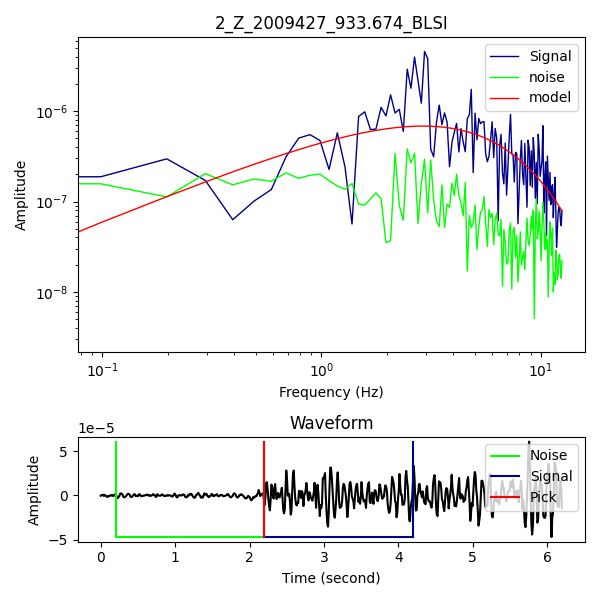 2_Z_2009427_933.674_BLSI
Signal
noise
model
Amplitude
10⁻⁶
10⁻⁷
10⁻⁸
10⁻¹
10⁰
10¹
Frequency (Hz)
Waveform
1e−5
Amplitude
5
0
−5
Noise
Signal
Pick
0
1
2
3
4
5
6
Time (second)